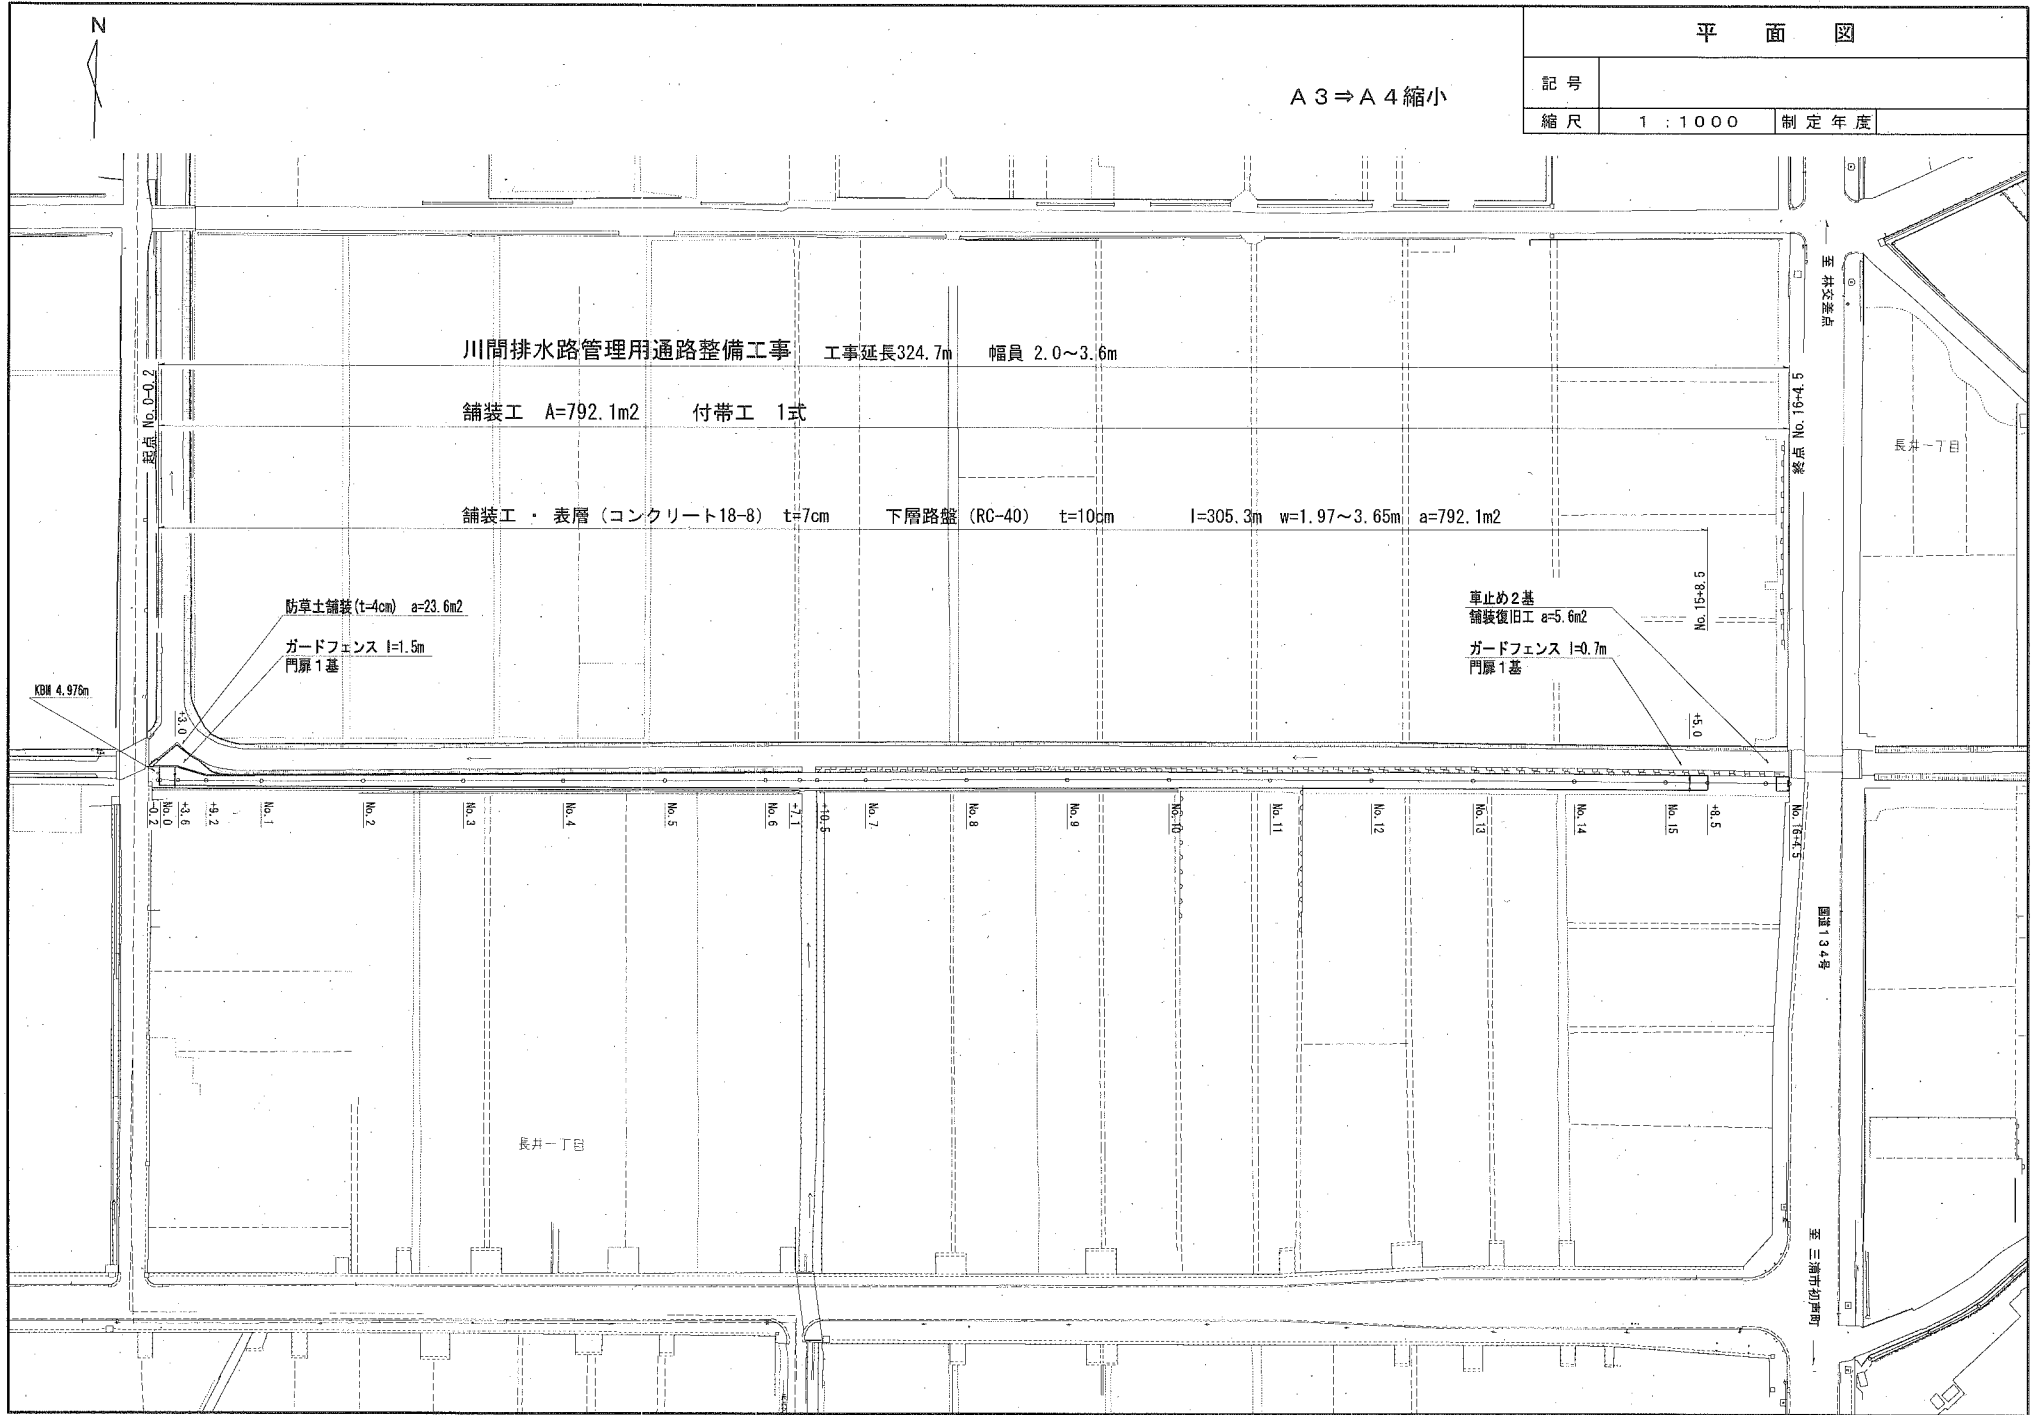 N
平面図
A3⇒A4縮小
記号
縮尺 1:1000 制定年度
至 林交差点
川間排水路管理用通路整備工事 工事延長324.7m 幅員 2.0～3.6m
起点 No.0-0.2
終点 No.16+4.5
舗装工 A=792.1m2 付帯工 1式
長井一丁目
舗装工 ・ 表層 (コンクリート18-8) t=7cm 下層路盤 (RC-40) t=10cm l=305.3m w=1.97～3.65m a=792.1m2
No.15+8.5
防草土舗装(t=4cm) a=23.6m2
ガードフェンス l=1.5m
門扉1基
車止め2基
舗装復旧工 a=5.6m2
ガードフェンス l=0.7m
門扉1基
KBM 4.976m
+3.0
+5.0
-0.2
No.0
+3.6
+9.2
No.1
No.2
No.3
No.4
No.5
No.6
+7.1
+10.5
No.7
No.8
No.9
No.10
No.11
No.12
No.13
No.14
No.15
+8.5
No.16+4.5
国道134号
長井一丁目
至 三浦市初声町